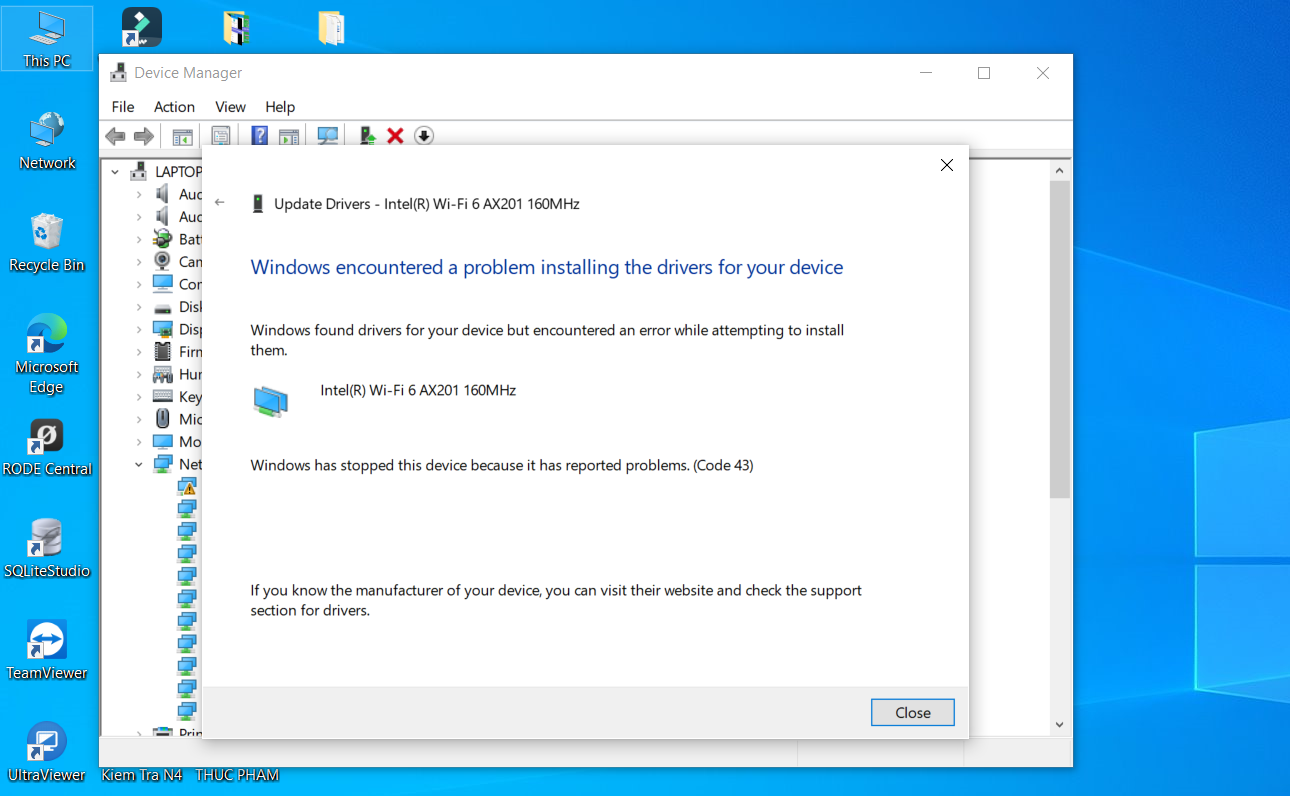 This PC
Network
Recycle Bin
Microsoft
Edge
RODE Central
SQLiteStudio
TeamViewer
UltraViewer
Kiem Tra N4
THUC PHAM
Device Manager
File Action View Help
LAPTOP
Auc
Auc
Batt
Can
Cor
Disk
Disp
Firn
Hur
Key
Mic
Mo
Net
Prin
Update Drivers - Intel(R) Wi-Fi 6 AX201 160MHz
Windows encountered a problem installing the drivers for your device
Windows found drivers for your device but encountered an error while attempting to install
them.
Intel(R) Wi-Fi 6 AX201 160MHz
Windows has stopped this device because it has reported problems. (Code 43)
If you know the manufacturer of your device, you can visit their website and check the support
section for drivers.
Close